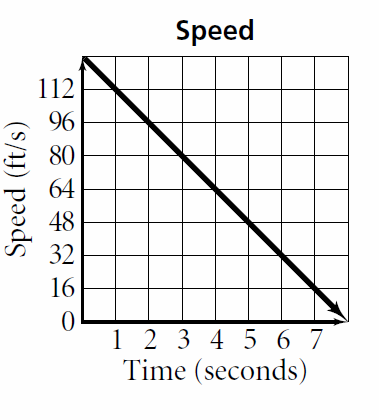 Speed
Speed (ft/s)
112
96
80
64
48
32
16
0
1 2 3 4 5 6 7
Time (seconds)